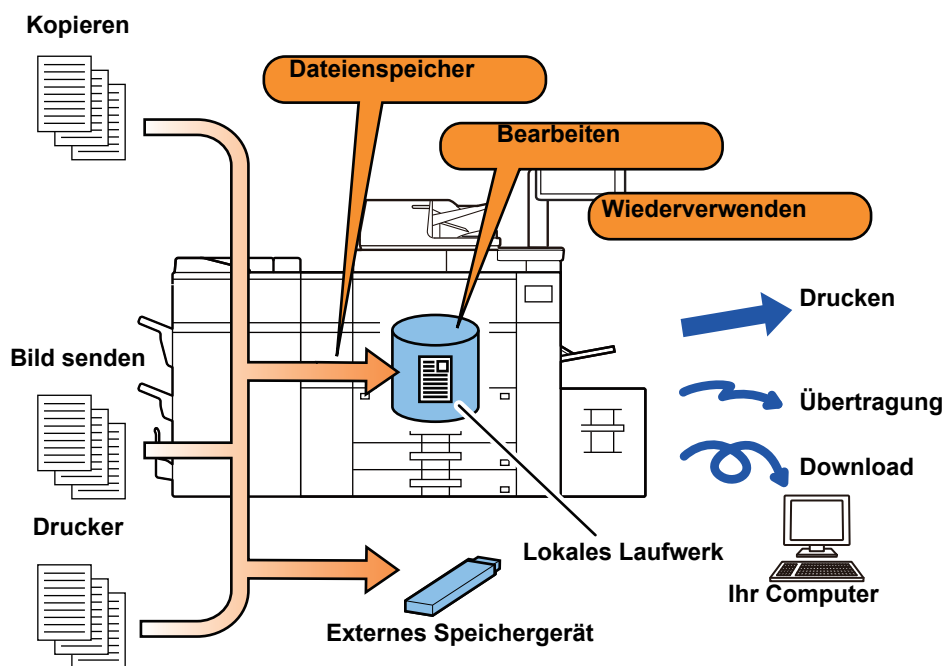 Kopieren
Dateienspeicher
Bearbeiten
Wiederverwenden
Drucken
Bild senden
Übertragung
Download
Drucker
Lokales Laufwerk
Ihr Computer
Externes Speichergerät